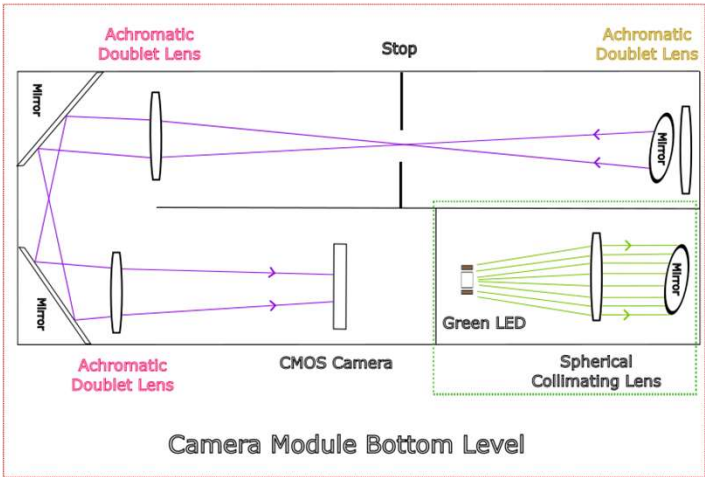 Achromatic
Doublet Lens
Stop
Achromatic
Doublet Lens
Mirror
Mirror
Mirror
Mirror
Green LED
Achromatic
Doublet Lens
CMOS Camera
Spherical
Collimating Lens
Camera Module Bottom Level